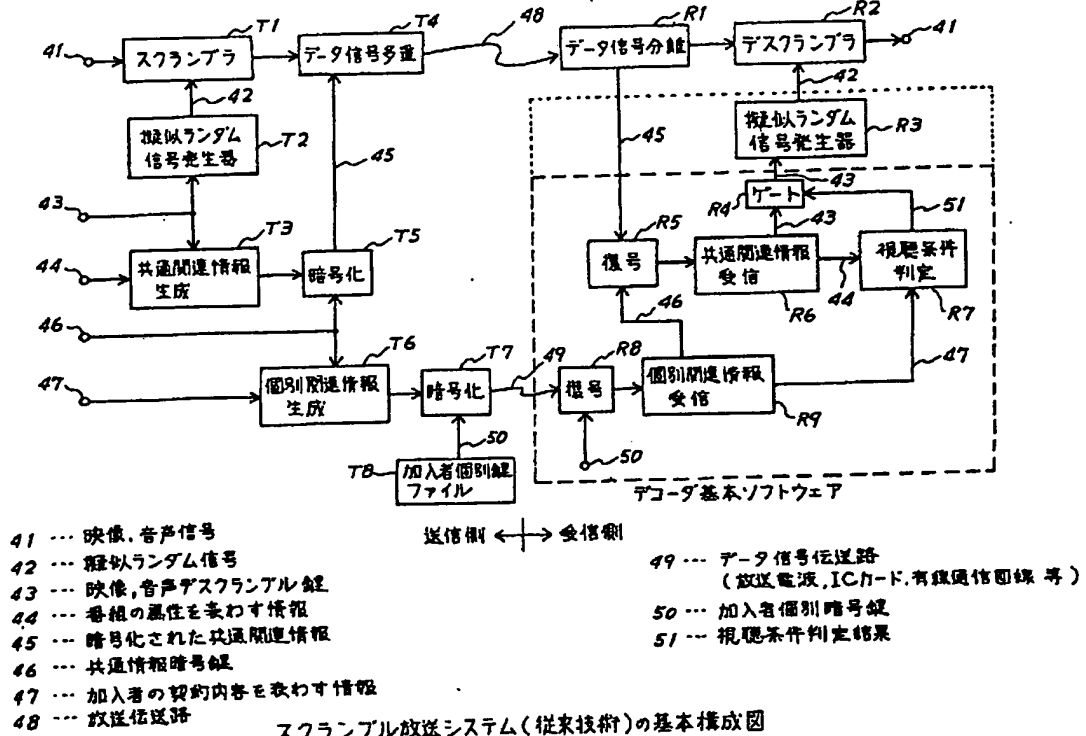 T1
T4
48
R1
R2
41
スクランブラ
データ信号多重
データ信号分離
デスクランブラ
41
42
42
擬似ランダム
信号発生器
T2
45
45
擬似ランダム
信号発生器
R3
43
R4
ゲート
43
51
43
T3
T5
R5
44
共通関連情報
生成
暗号化
復号
共通関連情報
受信
R6
44
視聴条件
判定
R7
46
46
T6
T7
49
R8
47
47
個別関連情報
生成
暗号化
復号
個別関連情報
受信
R9
50
50
T8
加入者個別鍵
ファイル
デコーダ基本ソフトウェア
送信側 ←|→ 受信側
41 … 映像,音声信号
42 … 擬似ランダム信号
43 … 映像,音声デスクランブル鍵
44 … 番組の属性を表わす情報
45 … 暗号化された共通関連情報
46 … 共通情報暗号鍵
47 … 加入者の契約内容を表わす情報
48 … 放送伝送路
49 … データ信号伝送路
(放送電波,ICカード,有線通信回線 等)
50 … 加入者個別暗号鍵
51 … 視聴条件判定結果
スクランブル放送システム(従来技術)の基本構成図